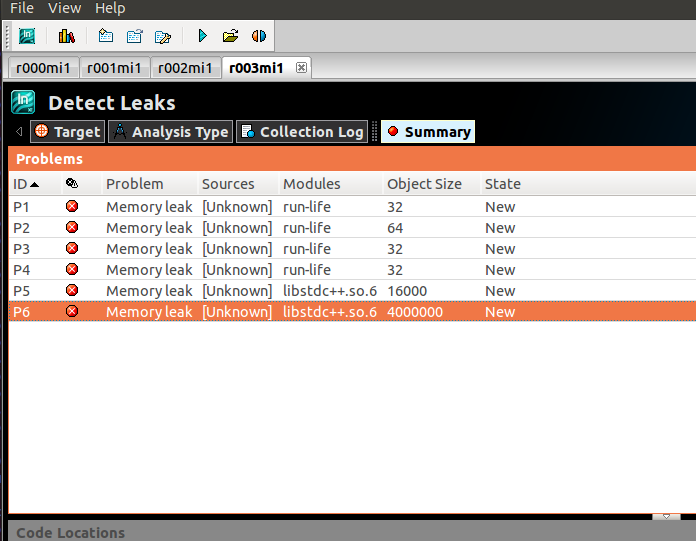 File View Help
r000mi1 r001mi1 r002mi1 r003mi1
Detect Leaks
Target Analysis Type Collection Log Summary
Problems
ID Problem Sources Modules Object Size State
P1 Memory leak [Unknown] run-life 32 New
P2 Memory leak [Unknown] run-life 64 New
P3 Memory leak [Unknown] run-life 32 New
P4 Memory leak [Unknown] run-life 32 New
P5 Memory leak [Unknown] libstdc++.so.6 16000 New
P6 Memory leak [Unknown] libstdc++.so.6 4000000 New
Code Locations